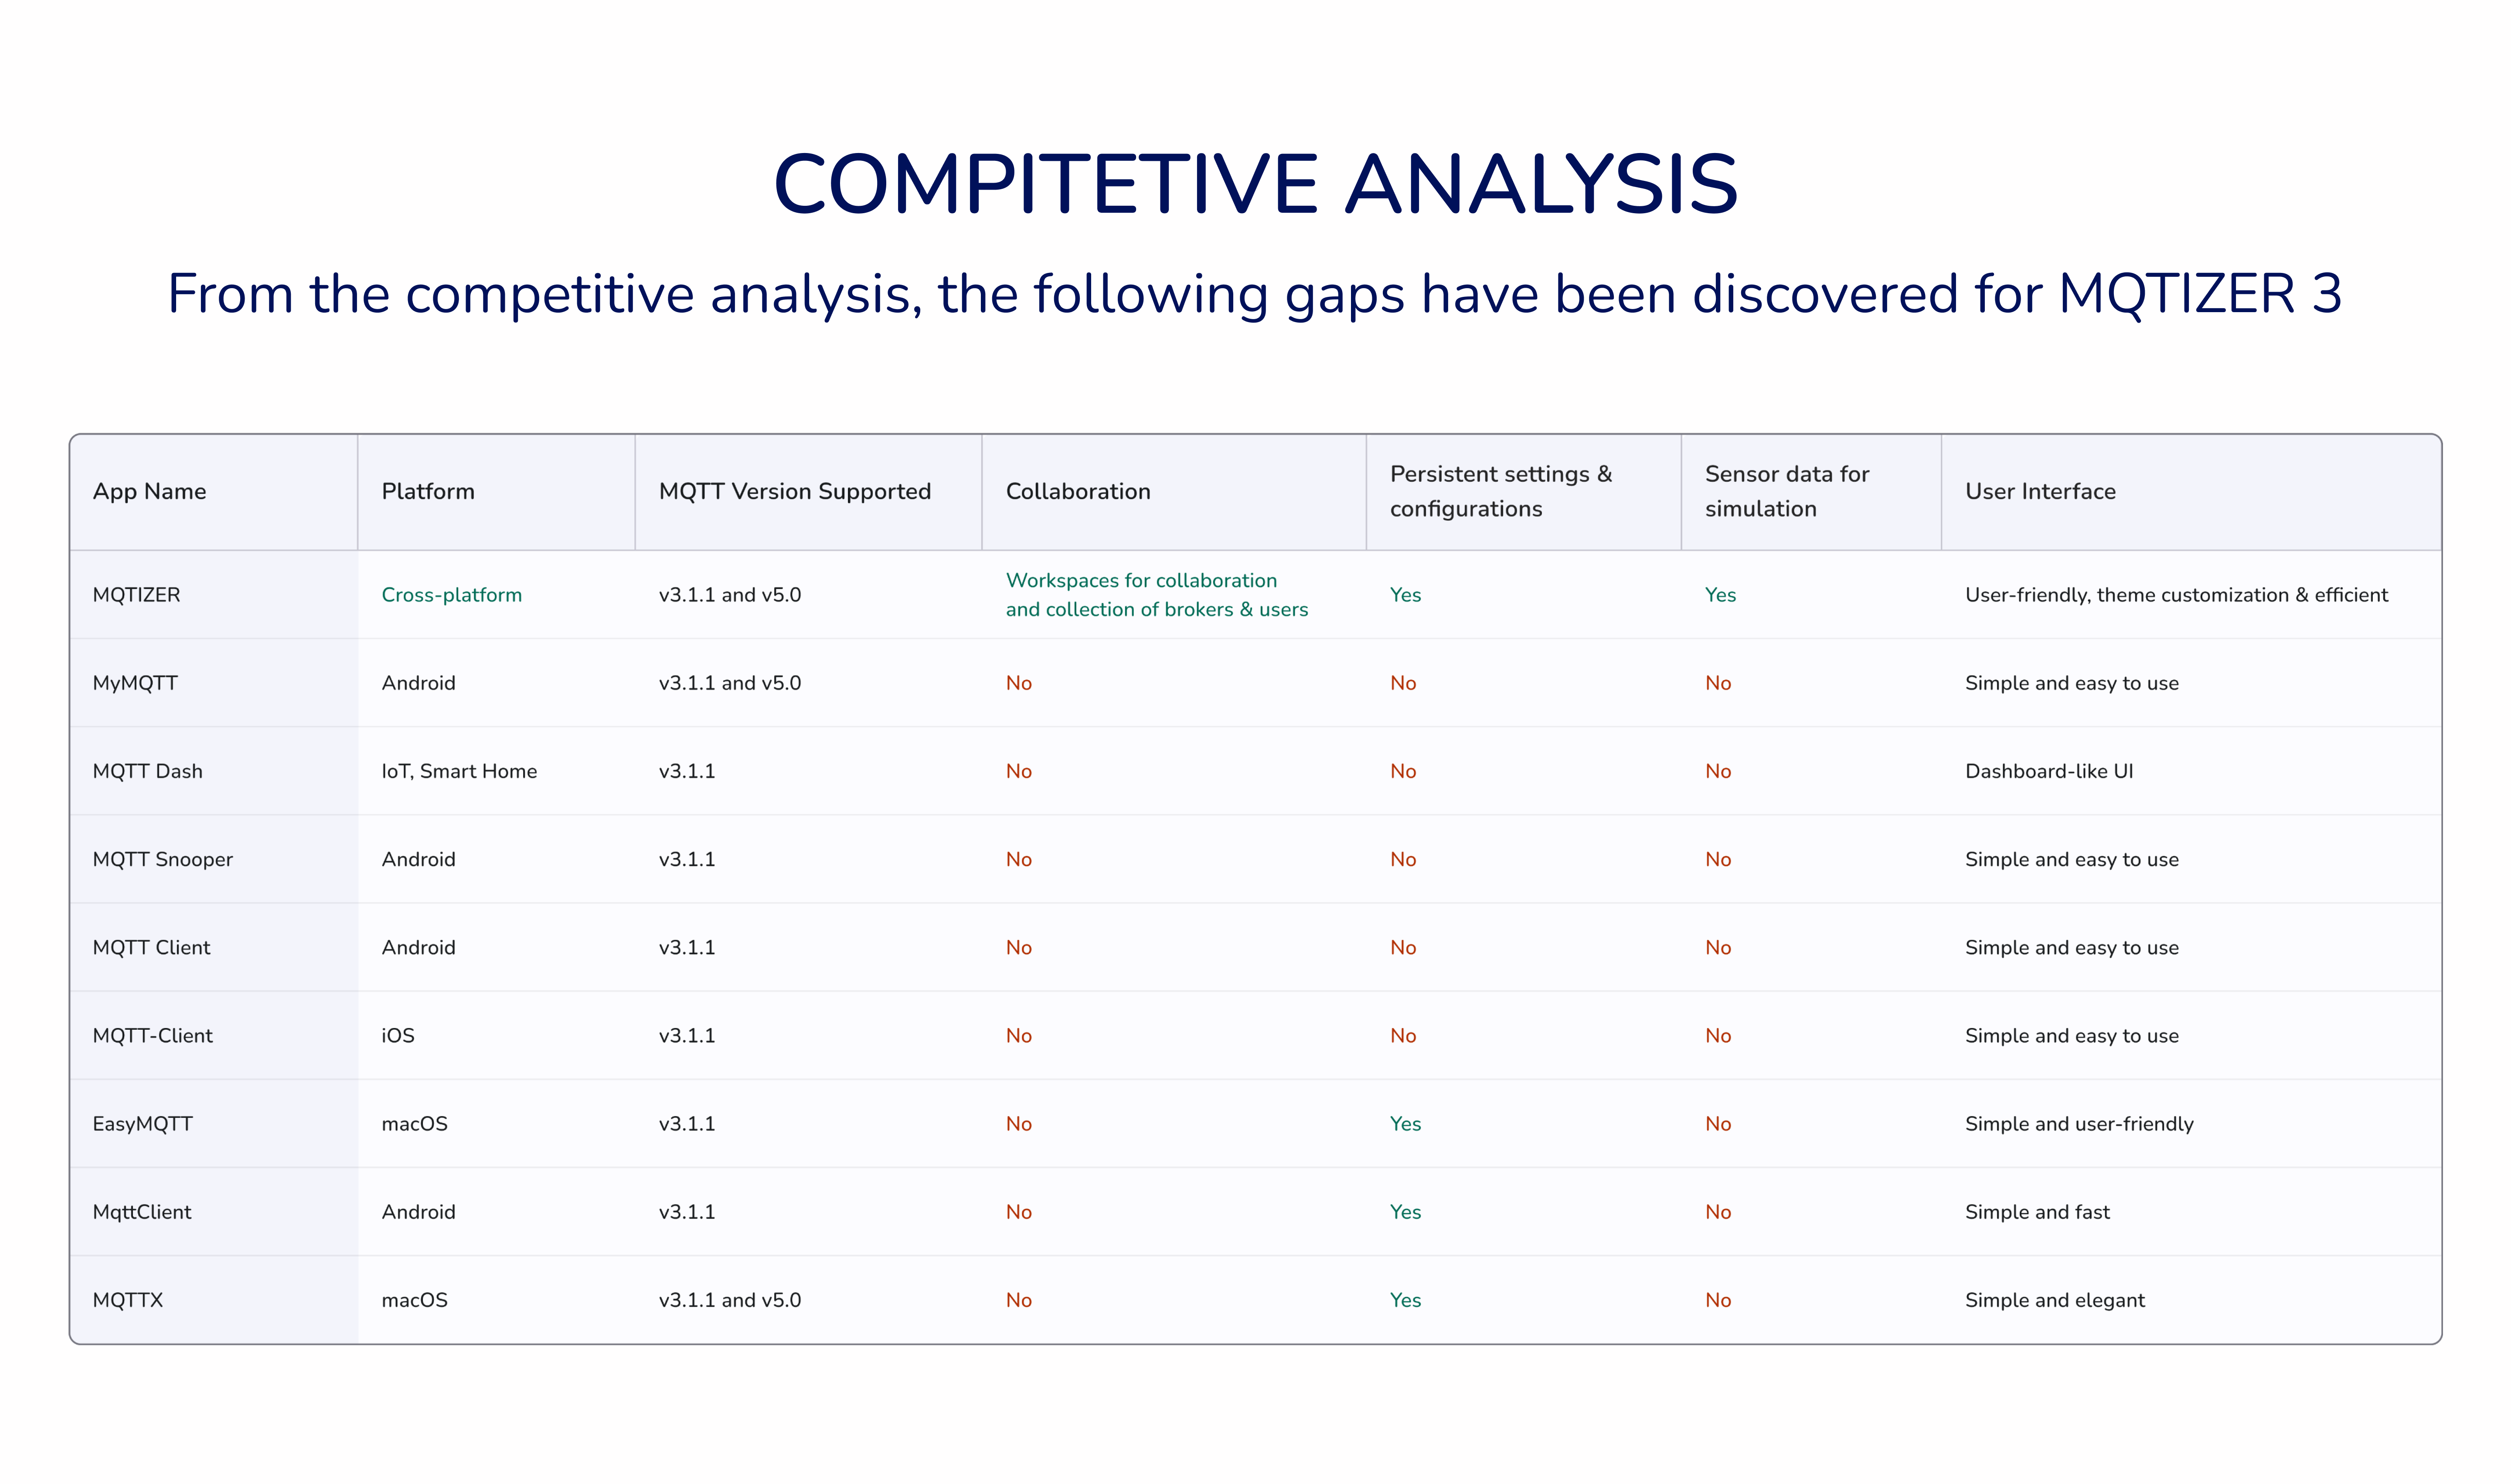 COMPITETIVE ANALYSIS
From the competitive analysis, the following gaps have been discovered for MQTIZER 3
App Name Platform MQTT Version Supported Collaboration Persistent settings & configurations Sensor data for simulation User Interface
MQTIZER Cross-platform v3.1.1 and v5.0 Workspaces for collaboration and collection of brokers & users Yes Yes User-friendly, theme customization & efficient
MyMQTT Android v3.1.1 and v5.0 No No No Simple and easy to use
MQTT Dash IoT, Smart Home v3.1.1 No No No Dashboard-like UI
MQTT Snooper Android v3.1.1 No No No Simple and easy to use
MQTT Client Android v3.1.1 No No No Simple and easy to use
MQTT-Client iOS v3.1.1 No No No Simple and easy to use
EasyMQTT macOS v3.1.1 No Yes No Simple and user-friendly
MqttClient Android v3.1.1 No Yes No Simple and fast
MQTTX macOS v3.1.1 and v5.0 No Yes No Simple and elegant